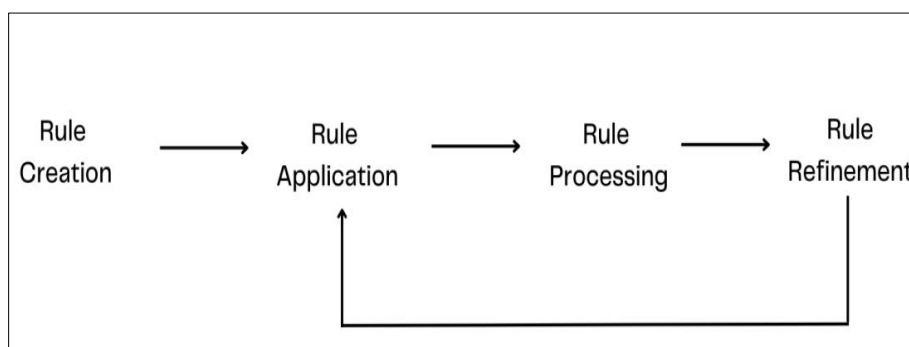 Rule
Creation
Rule
Application
Rule
Processing
Rule
Refinement